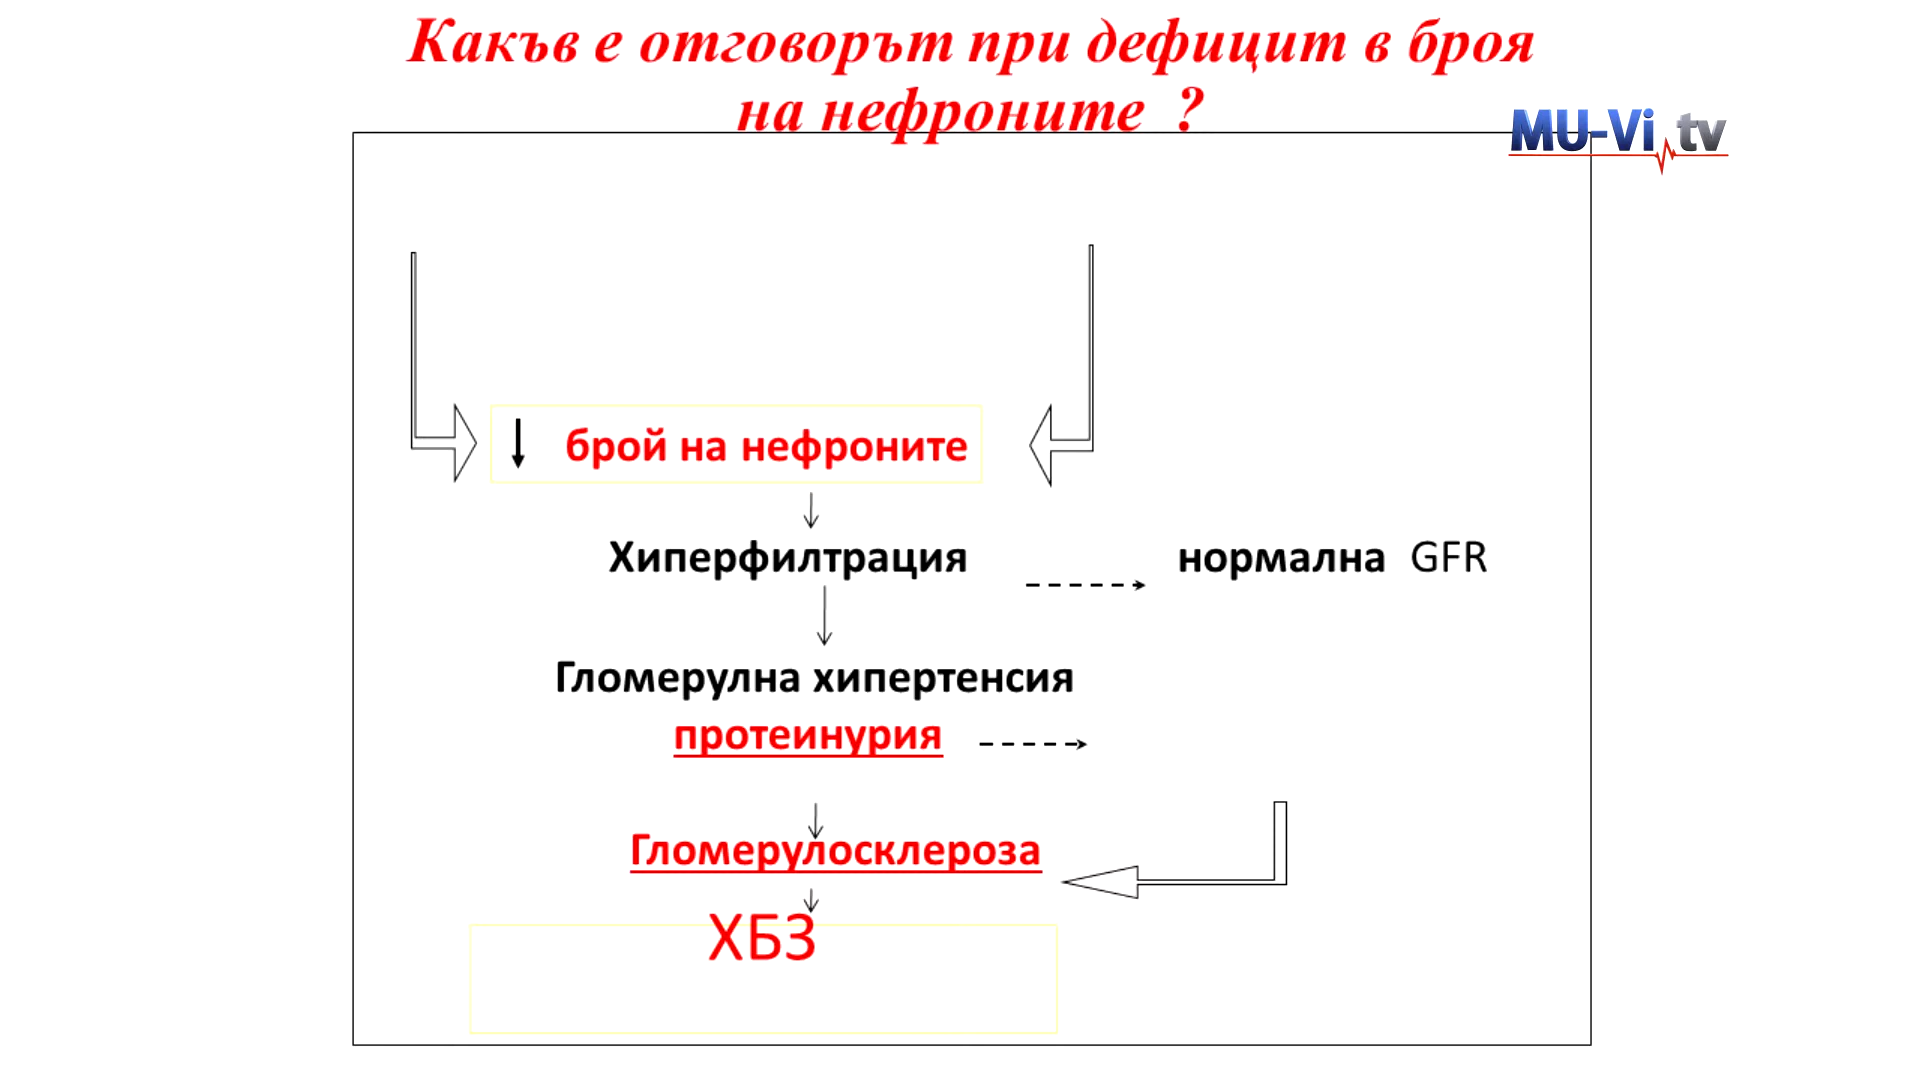 Какъв е отговорът при дефицит в броя
на нефроните ?
MU-Vi tv
брой на нефроните
Хиперфилтрация
нормална GFR
Гломерулна хипертенсия
протеинурия
Гломерулосклероза
ХБЗ